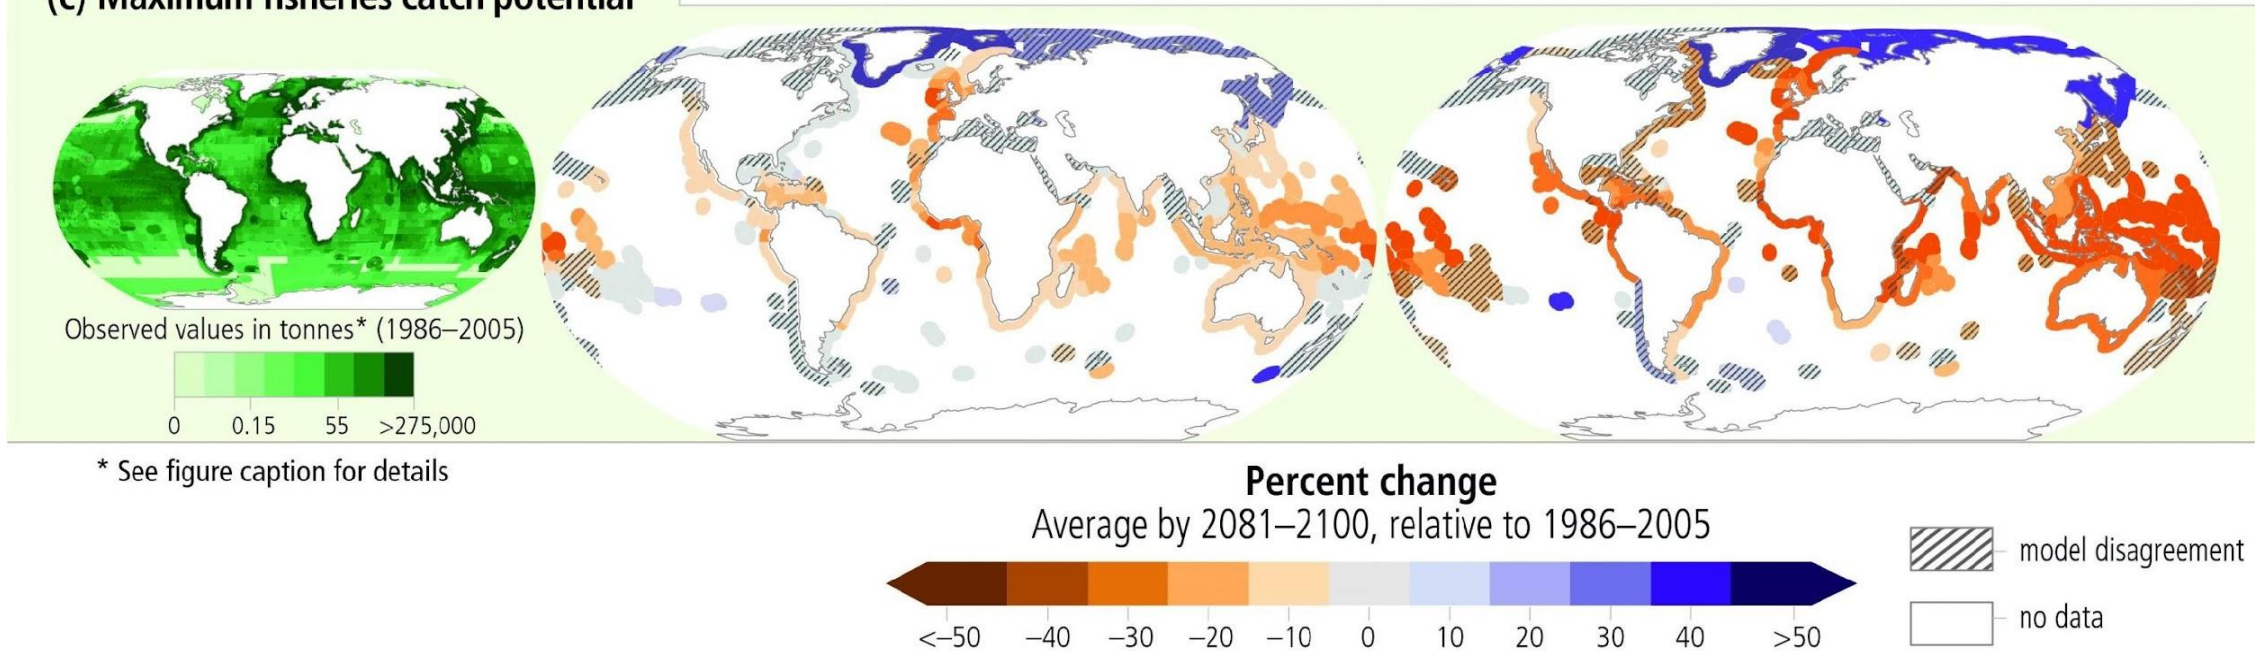 (c) Maximum fisheries catch potential
Observed values in tonnes* (1986–2005)
0 0.15 55 >275,000
* See figure caption for details
Percent change
Average by 2081–2100, relative to 1986–2005
<–50 –40 –30 –20 –10 0 10 20 30 40 >50
model disagreement
no data